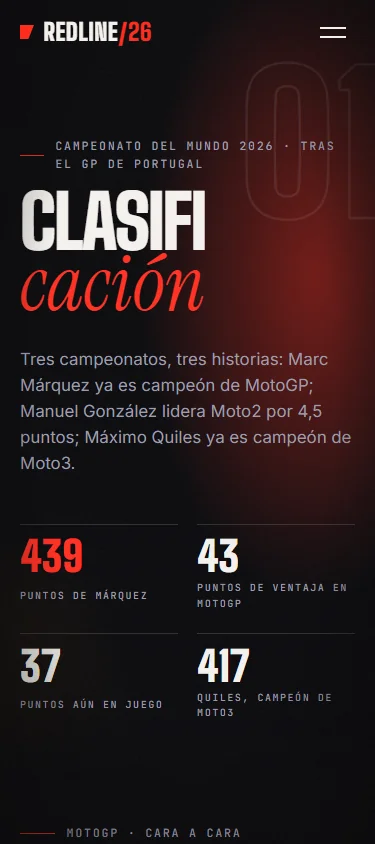 REDLINE/26
01
CAMPEONATO DEL MUNDO 2026 · TRAS
EL GP DE PORTUGAL
CLASIFI
cación
Tres campeonatos, tres historias: Marc
Márquez ya es campeón de MotoGP;
Manuel González lidera Moto2 por 4,5
puntos; Máximo Quiles ya es campeón de
Moto3.
439
PUNTOS DE MÁRQUEZ
43
PUNTOS DE VENTAJA EN
MOTOGP
37
PUNTOS AÚN EN JUEGO
417
QUILES, CAMPEÓN DE
MOTO3
MOTOGP · CARA A CARA